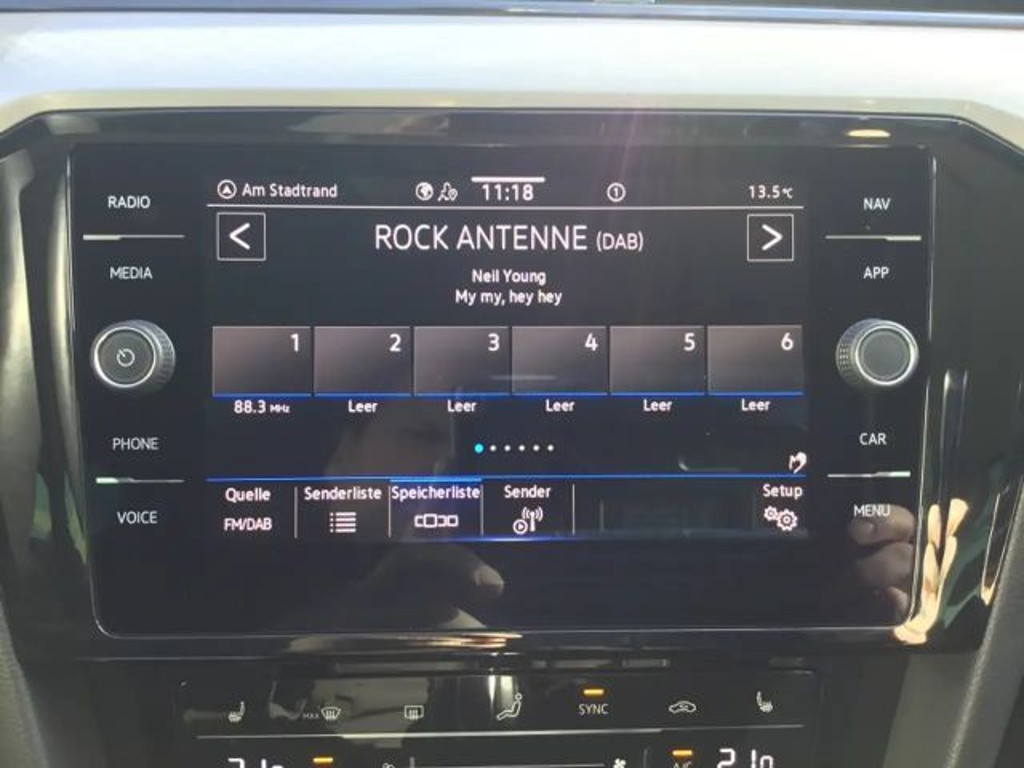 RADIO
MEDIA
PHONE
VOICE
Am Stadtrand 11:18 1 13.5°C
< ROCK ANTENNE (DAB) >
Neil Young
My my, hey hey
1 2 3 4 5 6
88.3 MHz Leer Leer Leer Leer Leer
Quelle Senderliste Speicherliste Sender Setup
FM/DAB
NAV
APP
CAR
MENU
MAX SYNC
A/C